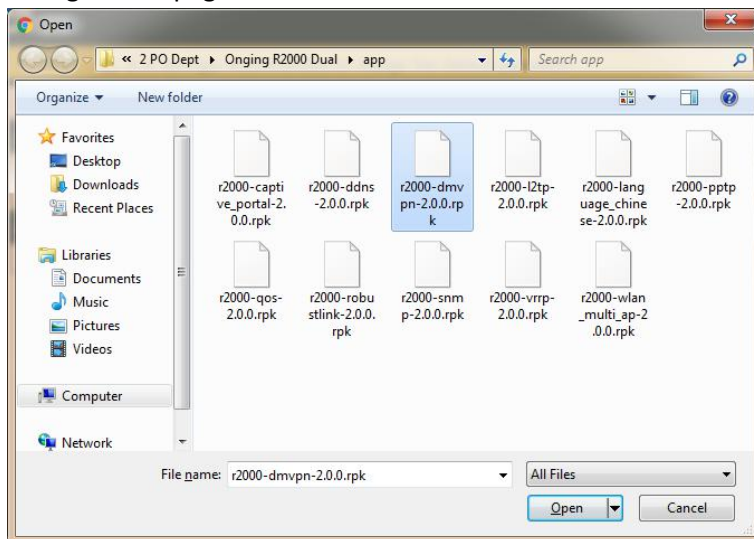 Open
« 2 PO Dept ▸ Onging R2000 Dual ▸ app
Search app
Organize ▾ New folder
Favorites
Desktop
Downloads
Recent Places
Libraries
Documents
Music
Pictures
Videos
Computer
Network
r2000-capti
ve_portal-2.
0.0.rpk
r2000-ddns
-2.0.0.rpk
r2000-dmv
pn-2.0.0.rp
k
r2000-l2tp-
2.0.0.rpk
r2000-lang
uage_chine
se-2.0.0.rpk
r2000-pptp
-2.0.0.rpk
r2000-qos-
2.0.0.rpk
r2000-robu
stlink-2.0.0.
rpk
r2000-snm
p-2.0.0.rpk
r2000-vrrp-
2.0.0.rpk
r2000-wlan
_multi_ap-2
.0.0.rpk
File name: r2000-dmvpn-2.0.0.rpk
All Files
Open
Cancel